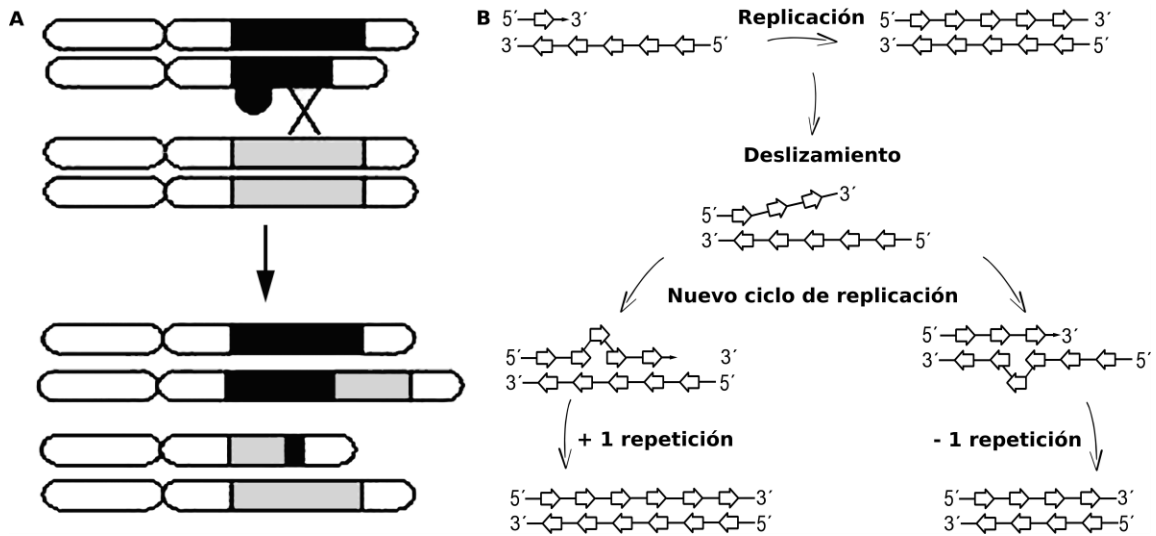 A
B
5´ 3´
3´ 5´
Replicación
5´ 3´
3´ 5´
Deslizamiento
5´ 3´
3´ 5´
Nuevo ciclo de replicación
5´ 3´
3´ 5´
5´ 3´
3´ 5´
+ 1 repetición
- 1 repetición
5´ 3´
3´ 5´
5´ 3´
3´ 5´